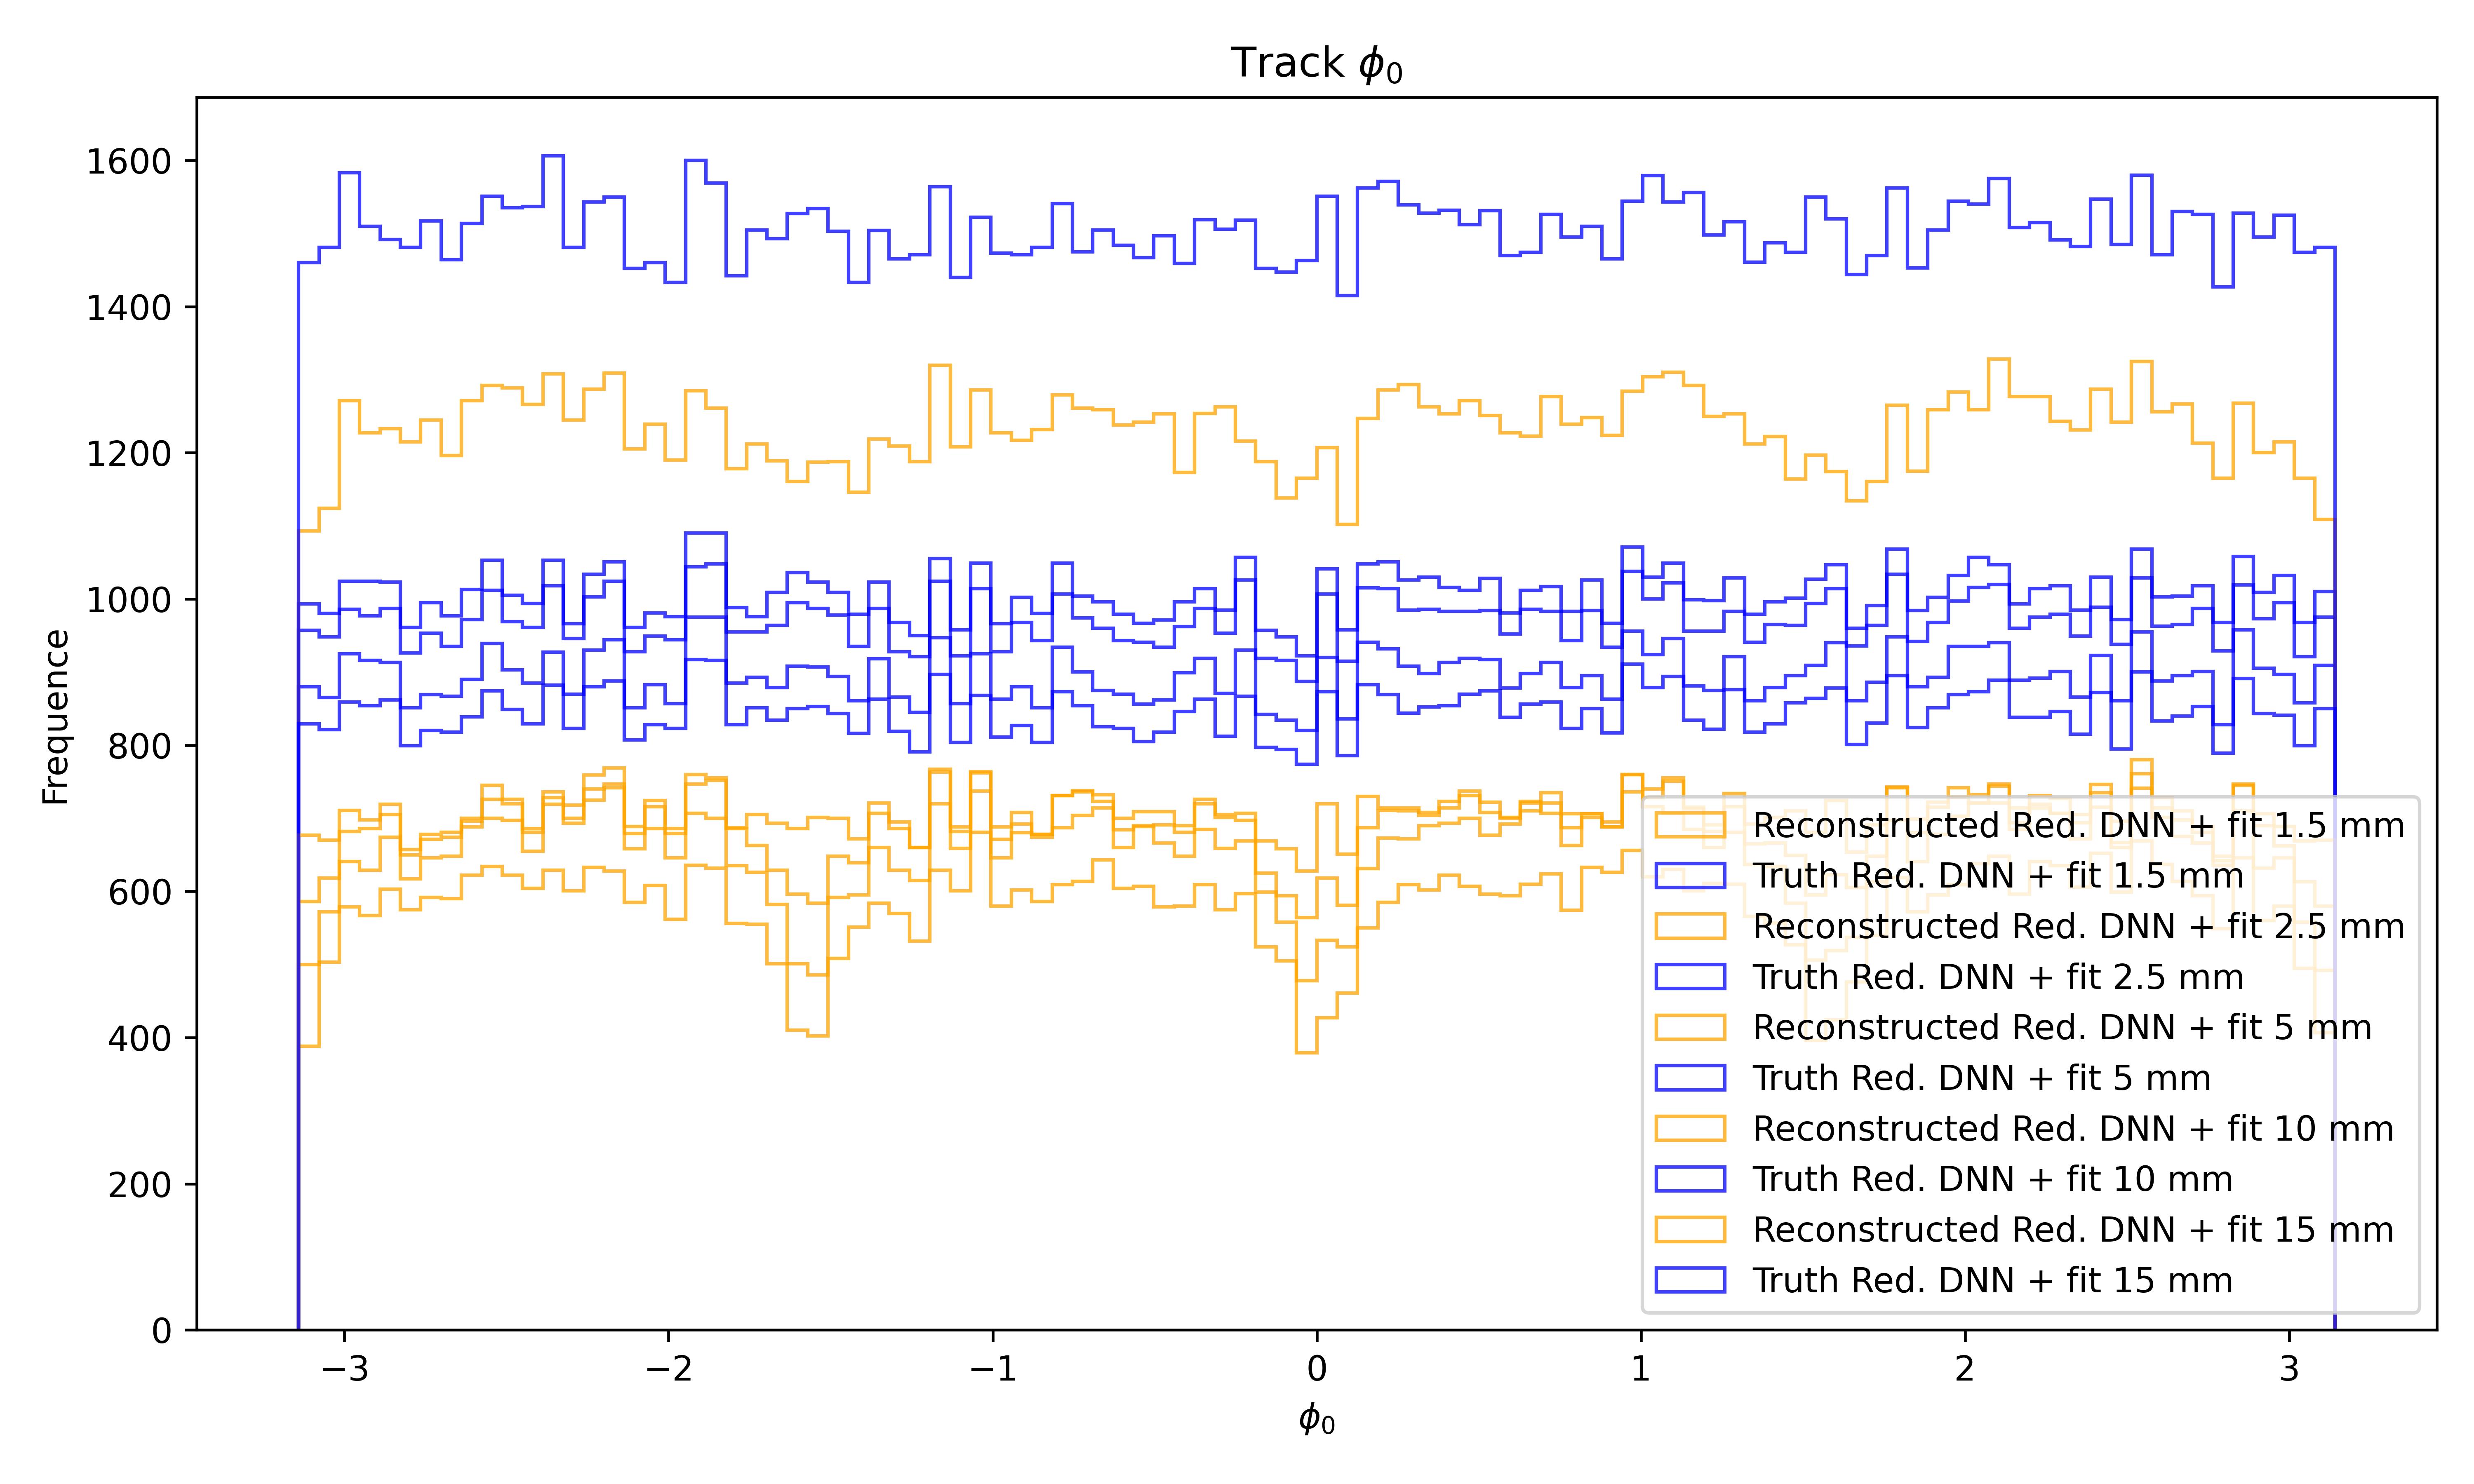 Track ϕ₀
Frequence
1600
1400
1200
1000
800
600
400
200
0
−3
−2
−1
0
1
2
3
ϕ₀
Reconstructed Red. DNN + fit 1.5 mm
Truth Red. DNN + fit 1.5 mm
Reconstructed Red. DNN + fit 2.5 mm
Truth Red. DNN + fit 2.5 mm
Reconstructed Red. DNN + fit 5 mm
Truth Red. DNN + fit 5 mm
Reconstructed Red. DNN + fit 10 mm
Truth Red. DNN + fit 10 mm
Reconstructed Red. DNN + fit 15 mm
Truth Red. DNN + fit 15 mm